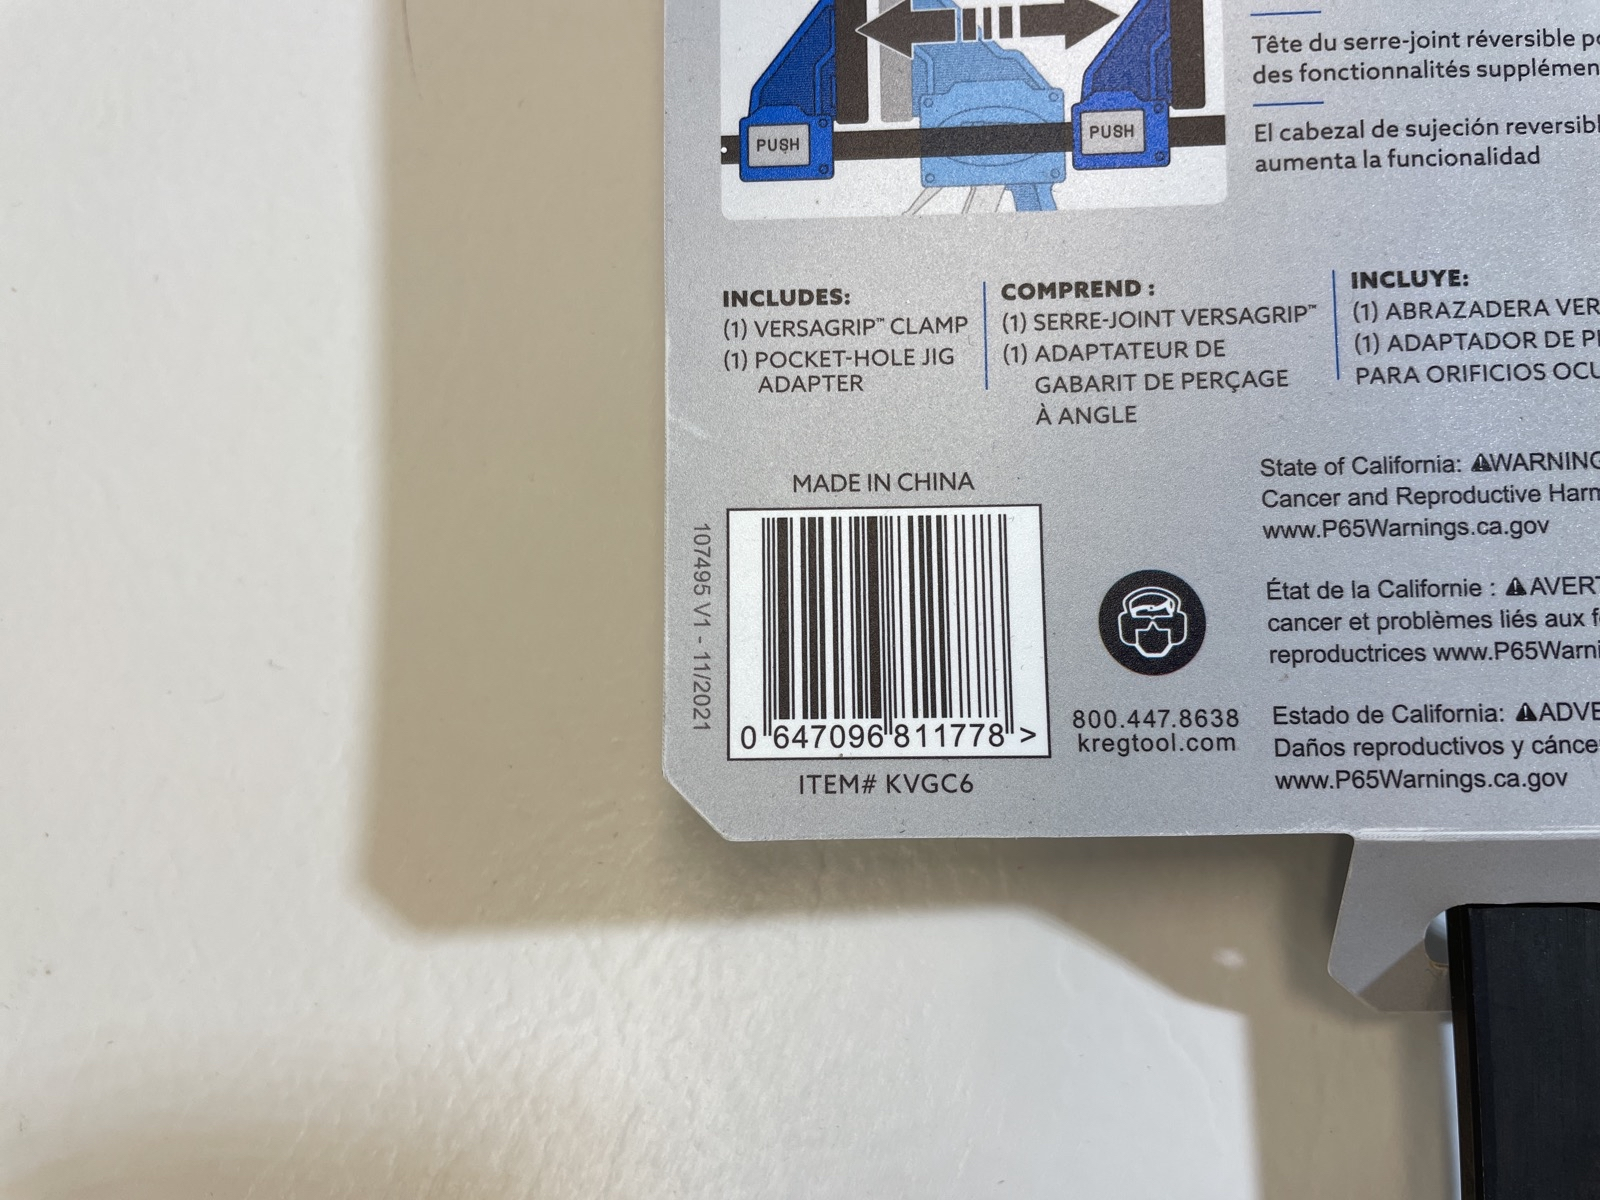 PUSH
PUSH
Tête du serre-joint réversible
des fonctionnalités
El cabezal de sujeción
aumenta la funcionalidad
INCLUDES:
(1) VERSAGRIP™ CLAMP
(1) POCKET-HOLE JIG
ADAPTER
COMPREND :
(1) SERRE-JOINT VERSAGRIP™
(1) ADAPTATEUR DE
GABARIT DE PERÇAGE
À ANGLE
INCLUYE:
(1) ABRAZADERA
(1) ADAPTADOR DE
PARA ORIFICIOS
MADE IN CHINA
107495 V1 - 11/2021
0 647096 811778 >
ITEM# KVGC6
800.447.8638
kregtool.com
State of California: ⚠WARNING
Cancer and Reproductive
www.P65Warnings.ca.gov
État de la Californie :
cancer et problèmes liés aux
reproductrices
Estado de California:
Daños reproductivos y
www.P65Warnings.ca.gov